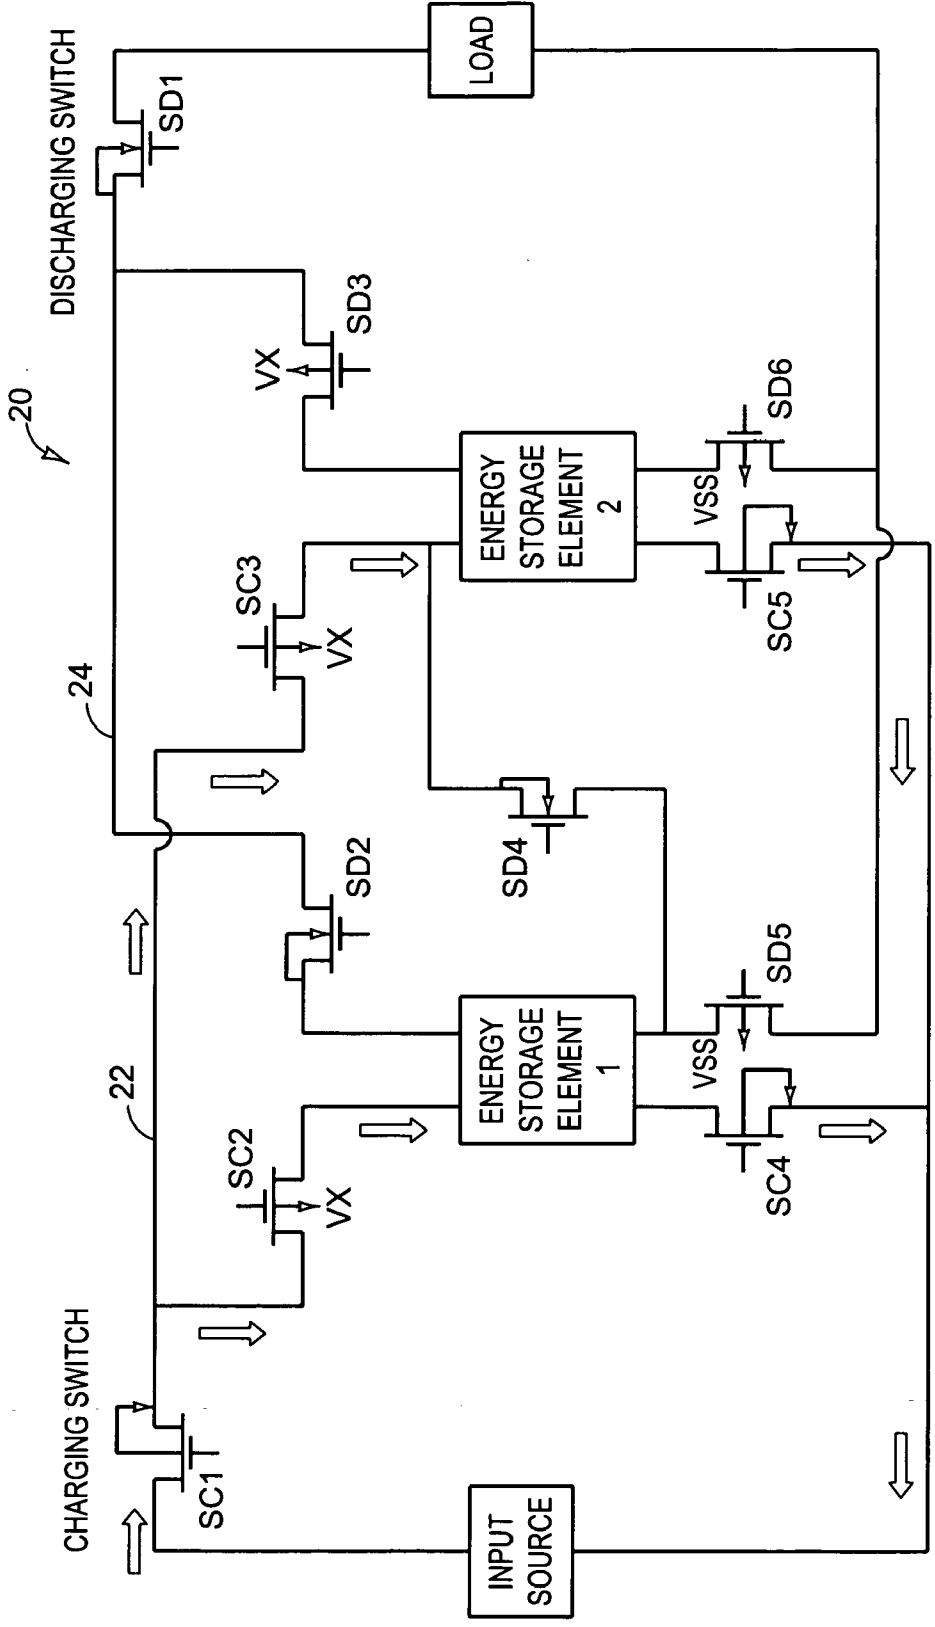 20
CHARGING SWITCH
DISCHARGING SWITCH
SC1
22
24
SD1
SC2
VX
SD2
SC3
VX
VX
SD3
INPUT
SOURCE
ENERGY
STORAGE
ELEMENT
1
SD4
ENERGY
STORAGE
ELEMENT
2
LOAD
SC4
VSS
SD5
SC5
VSS
SD6